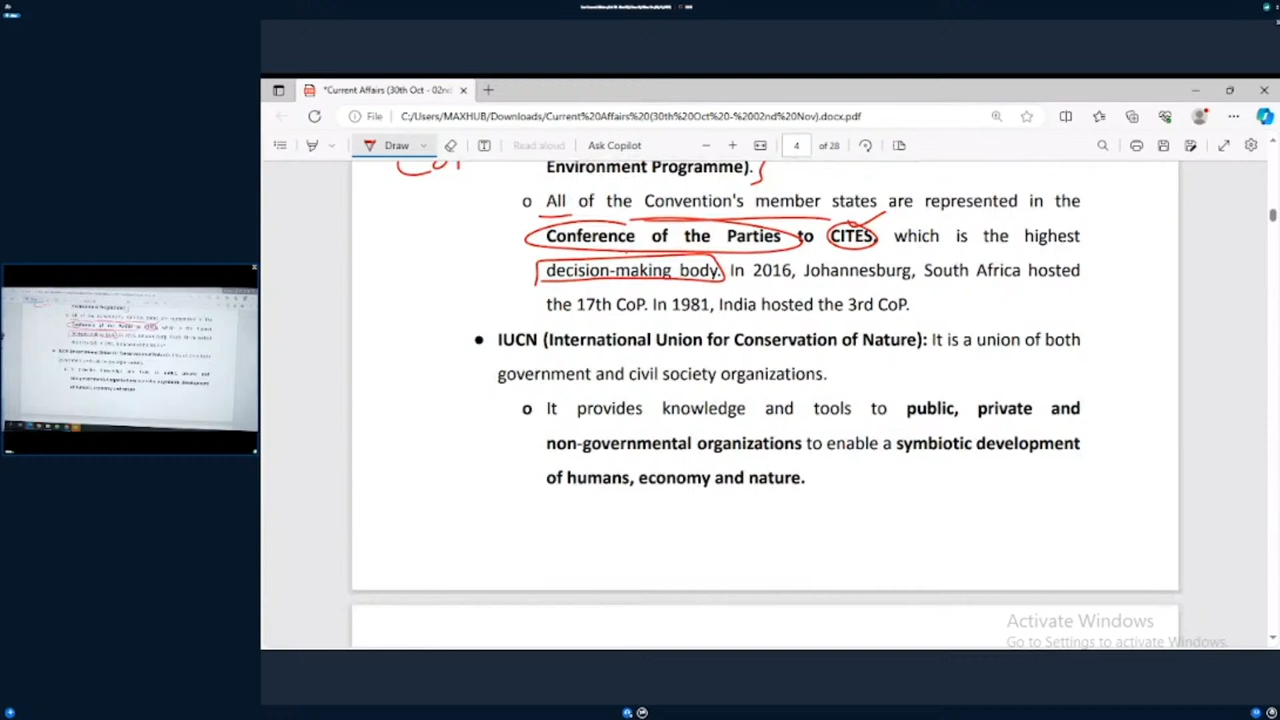 *Current Affairs (30th Oct - 02nd
File C:/Users/MAXHUB/Downloads/Current%20Affairs%20(30th%20Oct%20-%2002nd%20Nov).docx.pdf
Draw Read aloud Ask Copilot 4 of 28
CoP
Environment Programme).
o All of the Convention's member states are represented in the
Conference of the Parties to CITES, which is the highest
decision-making body. In 2016, Johannesburg, South Africa hosted
the 17th CoP. In 1981, India hosted the 3rd CoP.
● IUCN (International Union for Conservation of Nature): It is a union of both
government and civil society organizations.
o It provides knowledge and tools to public, private and
non-governmental organizations to enable a symbiotic development
of humans, economy and nature.
Activate Windows
Go to Settings to activate Windows.